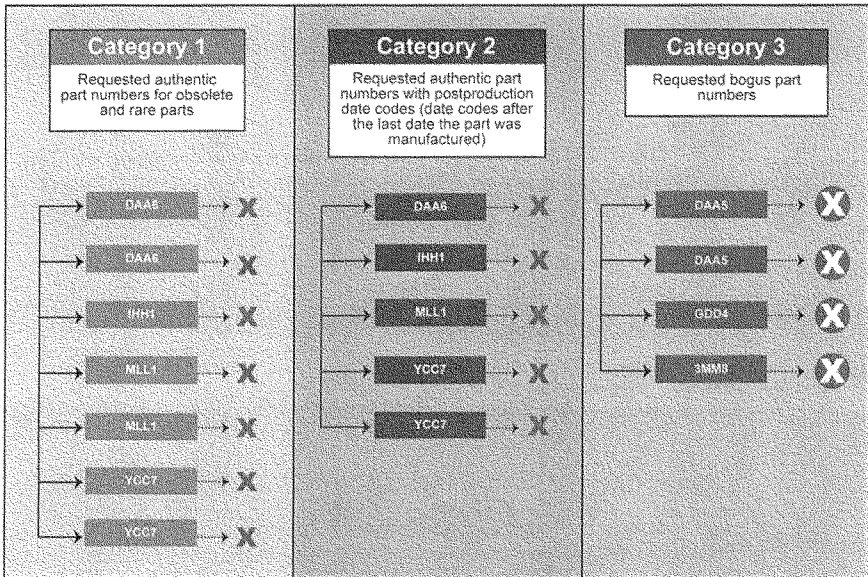 Category 1
Requested authentic
part numbers for obsolete
and rare parts
DAA6
X
DAA6
X
IHH1
X
MLL1
X
MLL1
X
YCC7
X
YCC7
X
Category 2
Requested authentic part
numbers with postproduction
date codes (date codes after
the last date the part was
manufactured)
DAA6
X
IHH1
X
MLL1
X
YCC7
X
YCC7
X
Category 3
Requested bogus part
numbers
DAA5
X
DAA5
X
GDD4
X
3MM8
X